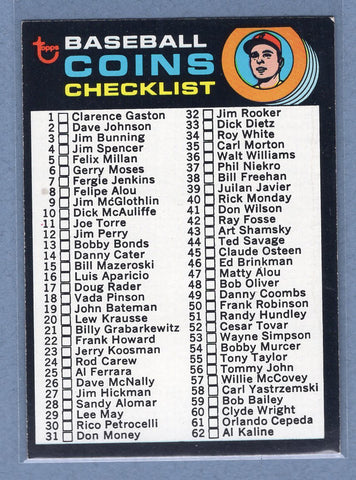 topps
BASEBALL
COINS
CHECKLIST
1 Clarence Gaston
2 Dave Johnson
3 Jim Bunning
4 Jim Spencer
5 Felix Millan
6 Gerry Moses
7 Fergie Jenkins
8 Felipe Alou
9 Jim McGlothlin
10 Dick McAuliffe
11 Joe Torre
12 Jim Perry
13 Bobby Bonds
14 Danny Cater
15 Bill Mazeroski
16 Luis Aparicio
17 Doug Rader
18 Vada Pinson
19 John Bateman
20 Lew Krausse
21 Billy Grabarkewitz
22 Frank Howard
23 Jerry Koosman
24 Rod Carew
25 Al Ferrara
26 Dave McNally
27 Jim Hickman
28 Sandy Alomar
29 Lee May
30 Rico Petrocelli
31 Don Money
32 Jim Rooker
33 Dick Dietz
34 Roy White
35 Carl Morton
36 Walt Williams
37 Phil Niekro
38 Bill Freehan
39 Juilan Javier
40 Rick Monday
41 Don Wilson
42 Ray Fosse
43 Art Shamsky
44 Ted Savage
45 Claude Osteen
46 Ed Brinkman
47 Matty Alou
48 Bob Oliver
49 Danny Coombs
50 Frank Robinson
51 Randy Hundley
52 Cesar Tovar
53 Wayne Simpson
54 Bobby Murcer
55 Tony Taylor
56 Tommy John
57 Willie McCovey
58 Carl Yastrzemski
59 Bob Bailey
60 Clyde Wright
61 Orlando Cepeda
62 Al Kaline